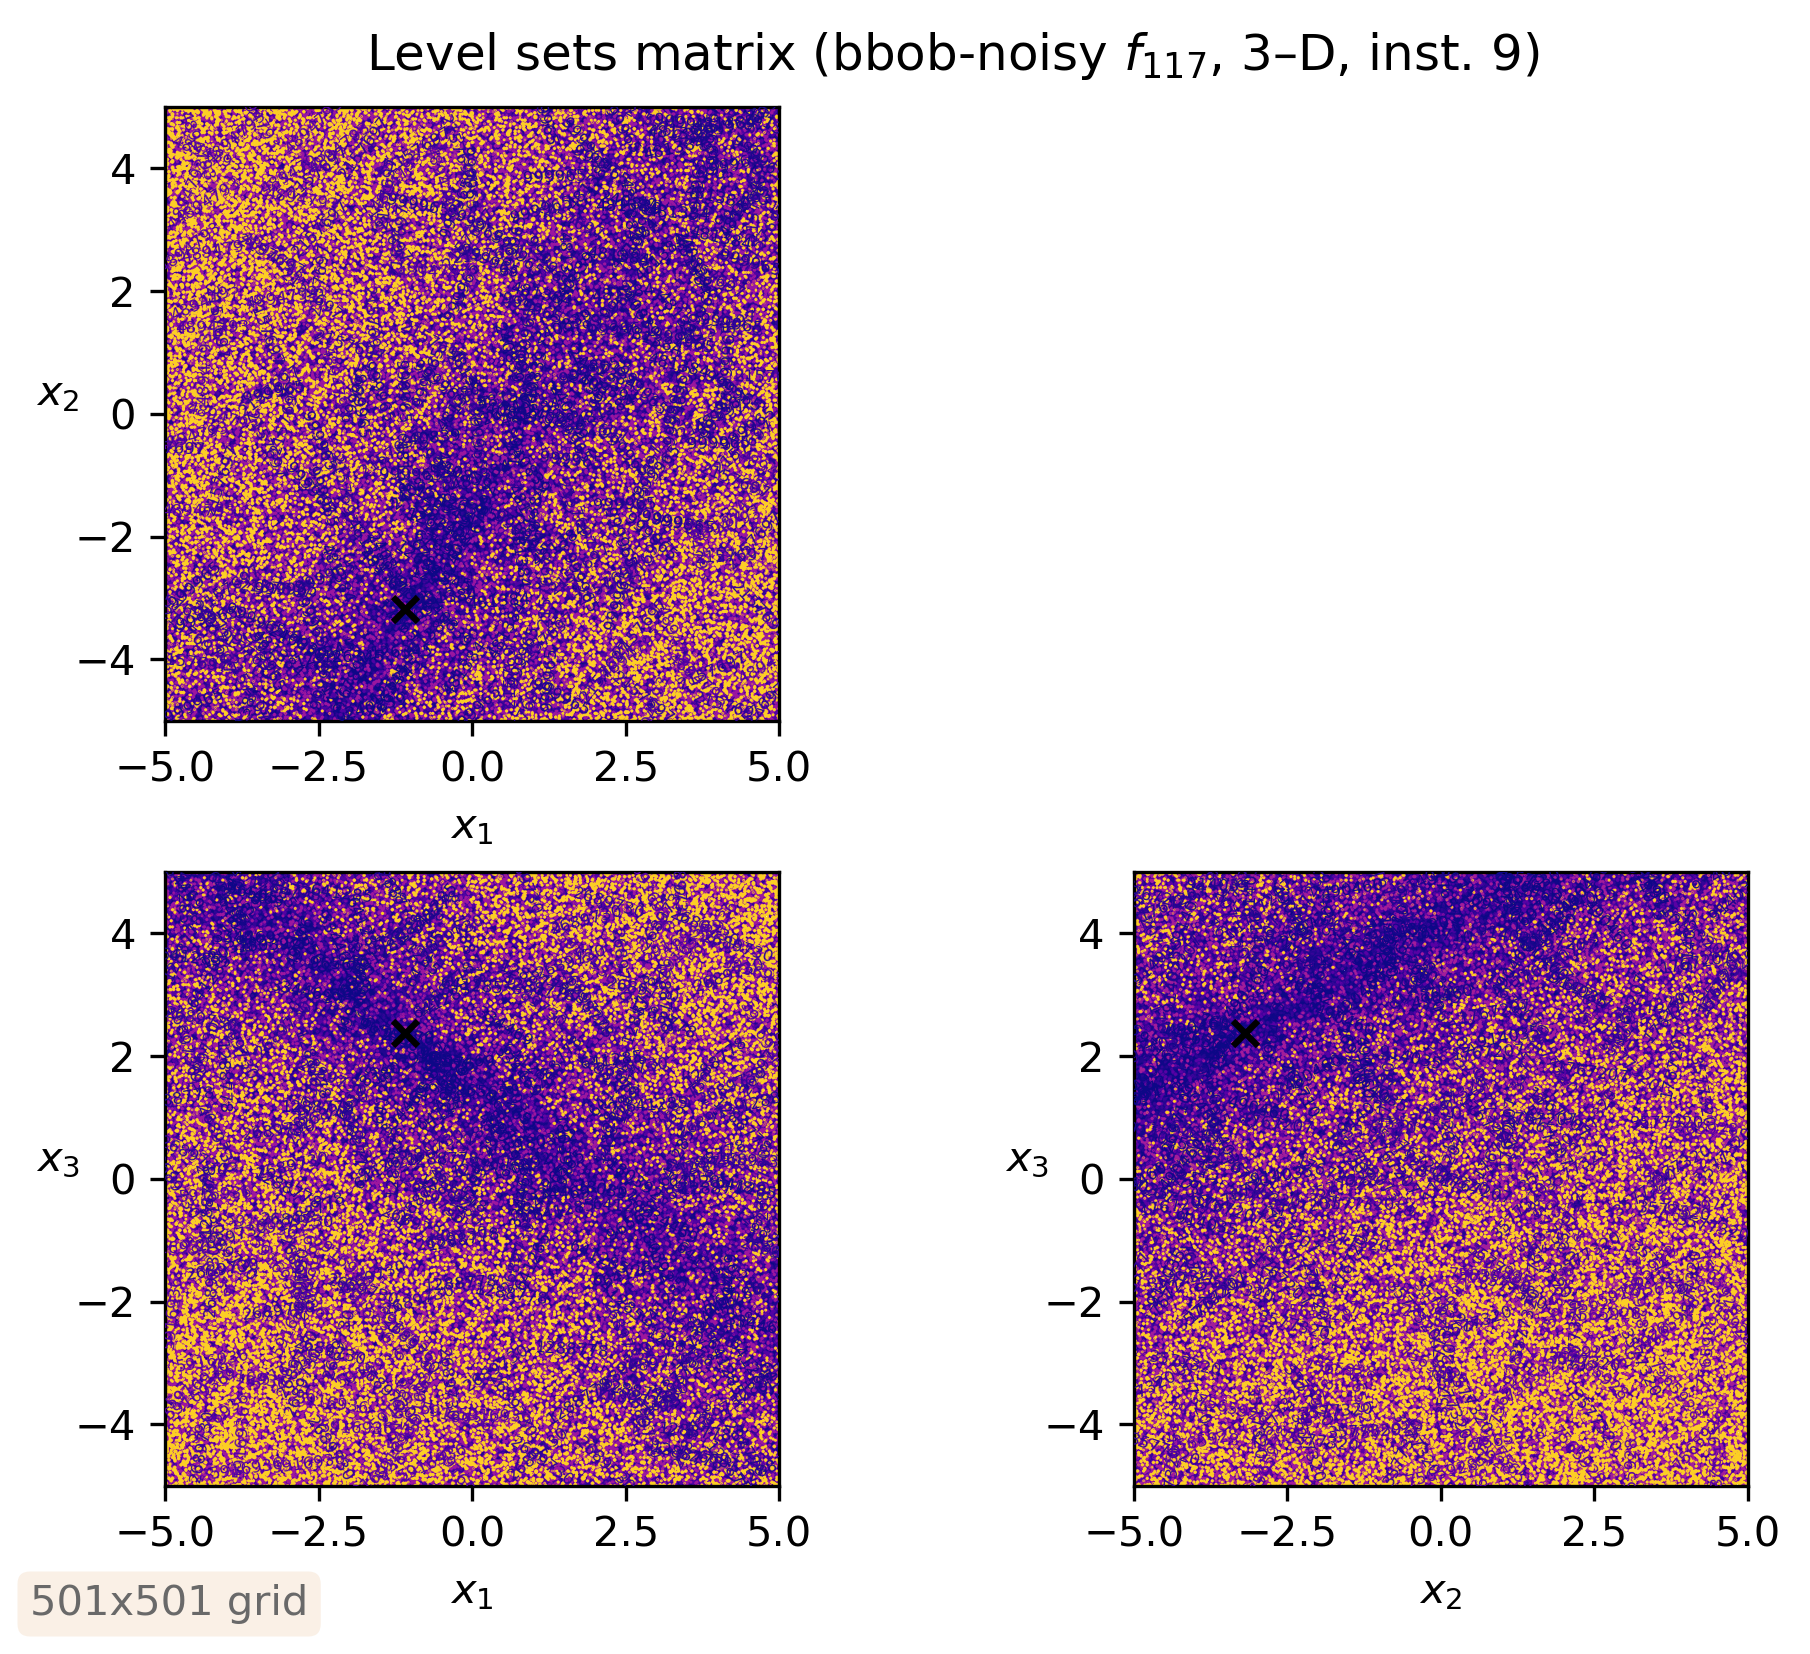 Level sets matrix (bbob-noisy f117, 3–D, inst. 9)
4
2
x2 0
−2
−4
−5.0 −2.5 0.0 2.5 5.0
x1
4 4
2 2
x3 0 x3 0
−2 −2
−4 −4
−5.0 −2.5 0.0 2.5 5.0 −5.0 −2.5 0.0 2.5 5.0
501x501 grid x1 x2